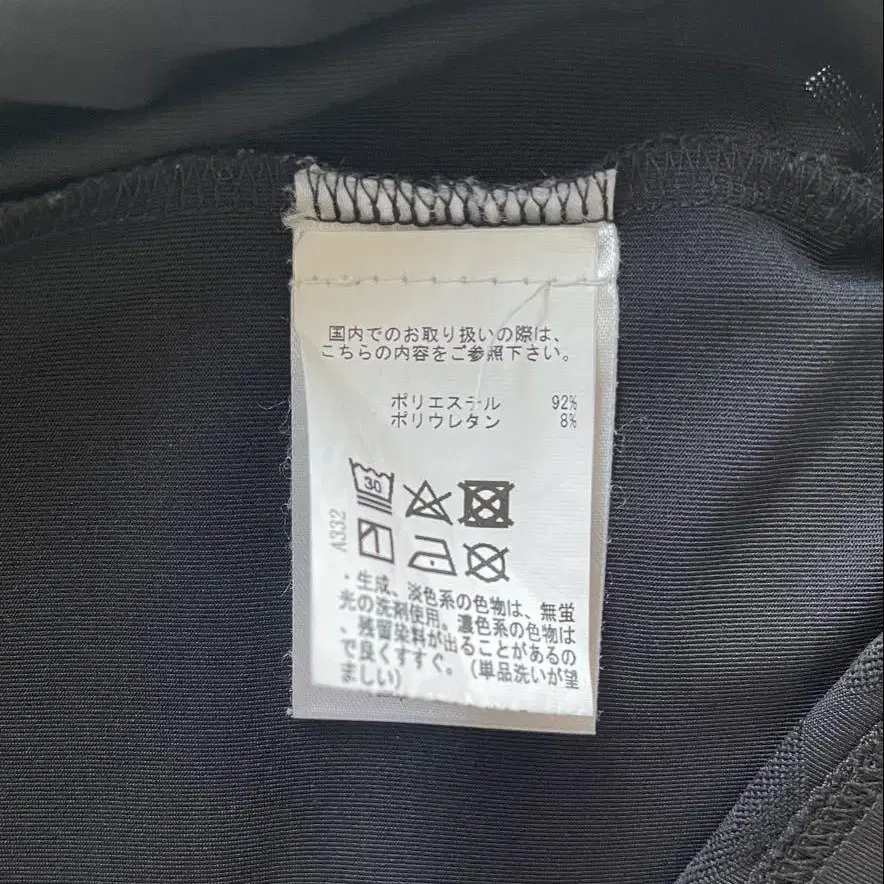 国内でのお取り扱いの際は、
こちらの内容をご参照下さい。
ポリエステル 92%
ポリウレタン 8%
30
A332
・生成、淡色系の色物は、無蛍
光の洗剤使用。濃色系の色物は
、残留染料が出ることがあるの
で良くすすぐ。（単品洗いが望
ましい）